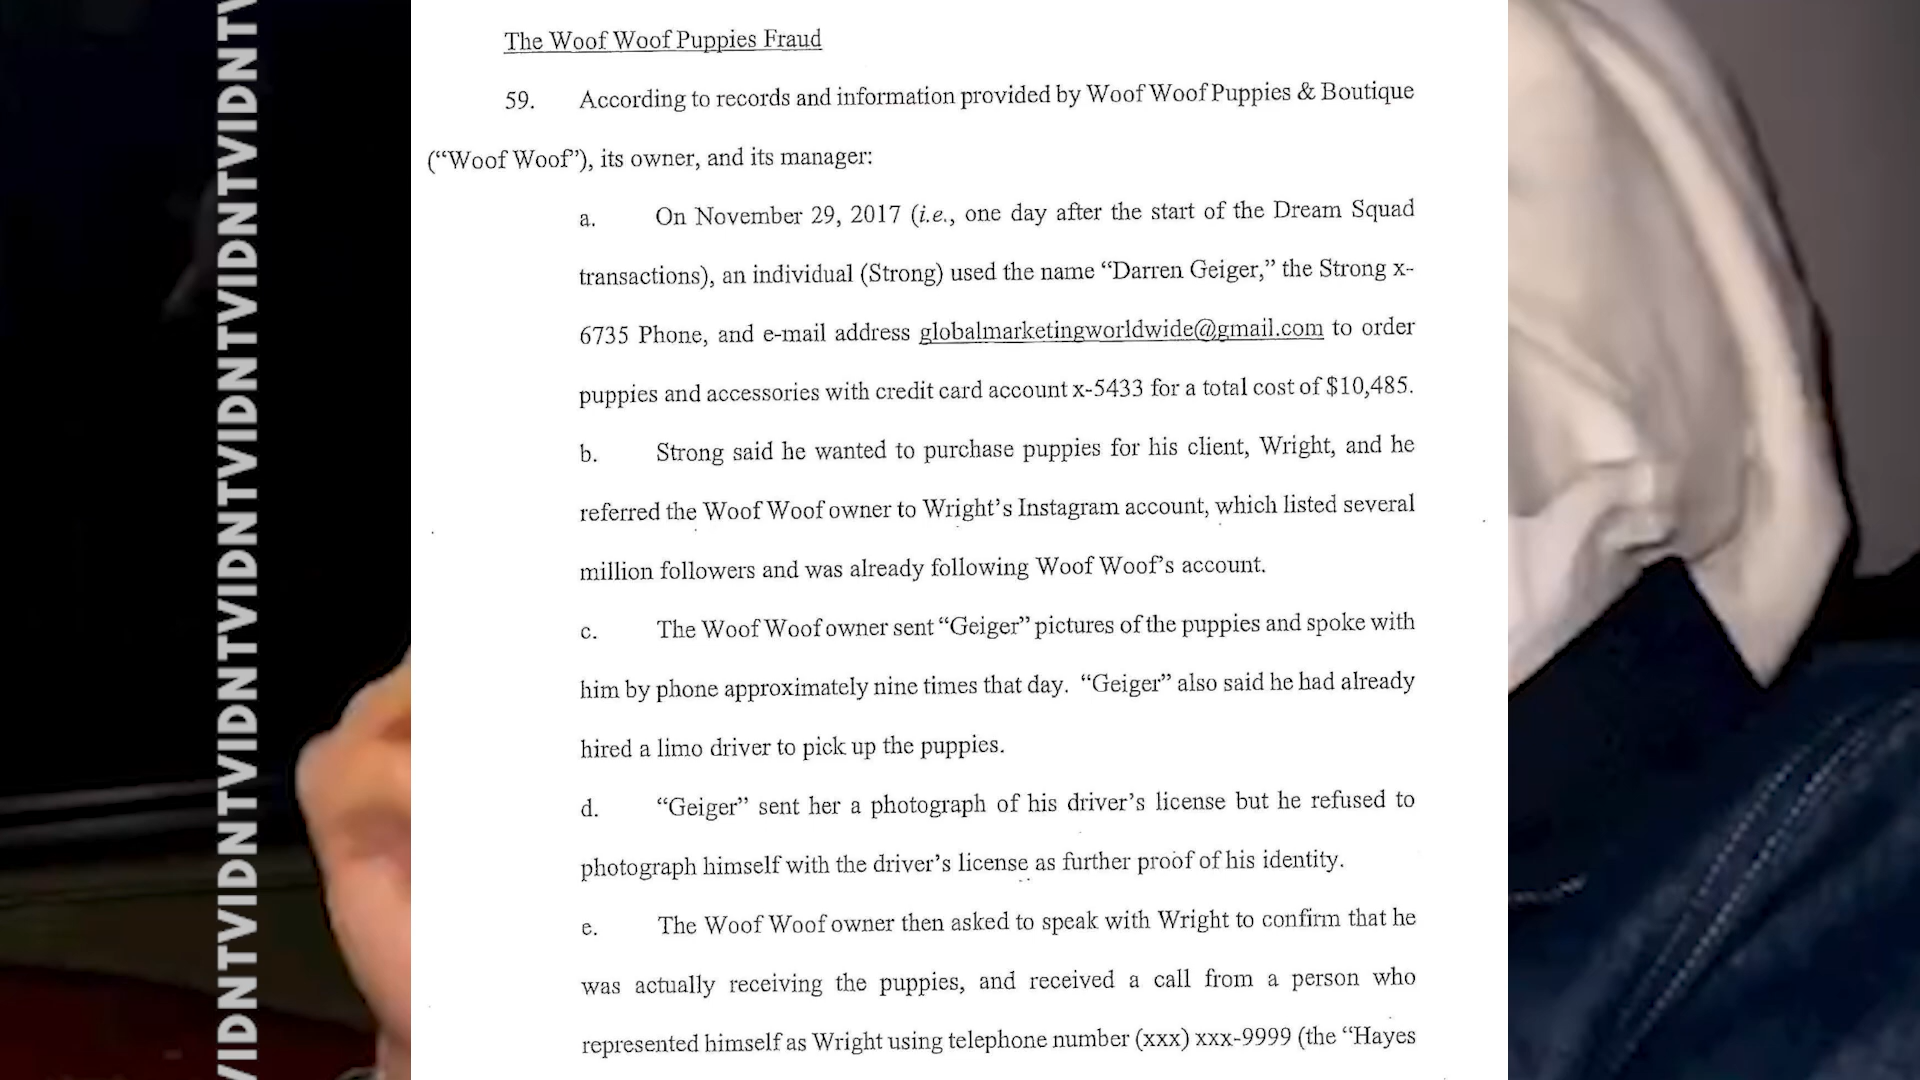 VIDNTVIDNTVIDNTVIDNTVIDNTVIDNTVIDNTV
The Woof Woof Puppies Fraud
59. According to records and information provided by Woof Woof Puppies & Boutique
(“Woof Woof”), its owner, and its manager:
a. On November 29, 2017 (i.e., one day after the start of the Dream Squad
transactions), an individual (Strong) used the name “Darren Geiger,” the Strong x-
6735 Phone, and e-mail address globalmarketingworldwide@gmail.com to order
puppies and accessories with credit card account x-5433 for a total cost of $10,485.
b. Strong said he wanted to purchase puppies for his client, Wright, and he
referred the Woof Woof owner to Wright’s Instagram account, which listed several
million followers and was already following Woof Woof’s account.
c. The Woof Woof owner sent “Geiger” pictures of the puppies and spoke with
him by phone approximately nine times that day. “Geiger” also said he had already
hired a limo driver to pick up the puppies.
d. “Geiger” sent her a photograph of his driver’s license but he refused to
photograph himself with the driver’s license as further proof of his identity.
e. The Woof Woof owner then asked to speak with Wright to confirm that he
was actually receiving the puppies, and received a call from a person who
represented himself as Wright using telephone number (xxx) xxx-9999 (the “Hayes